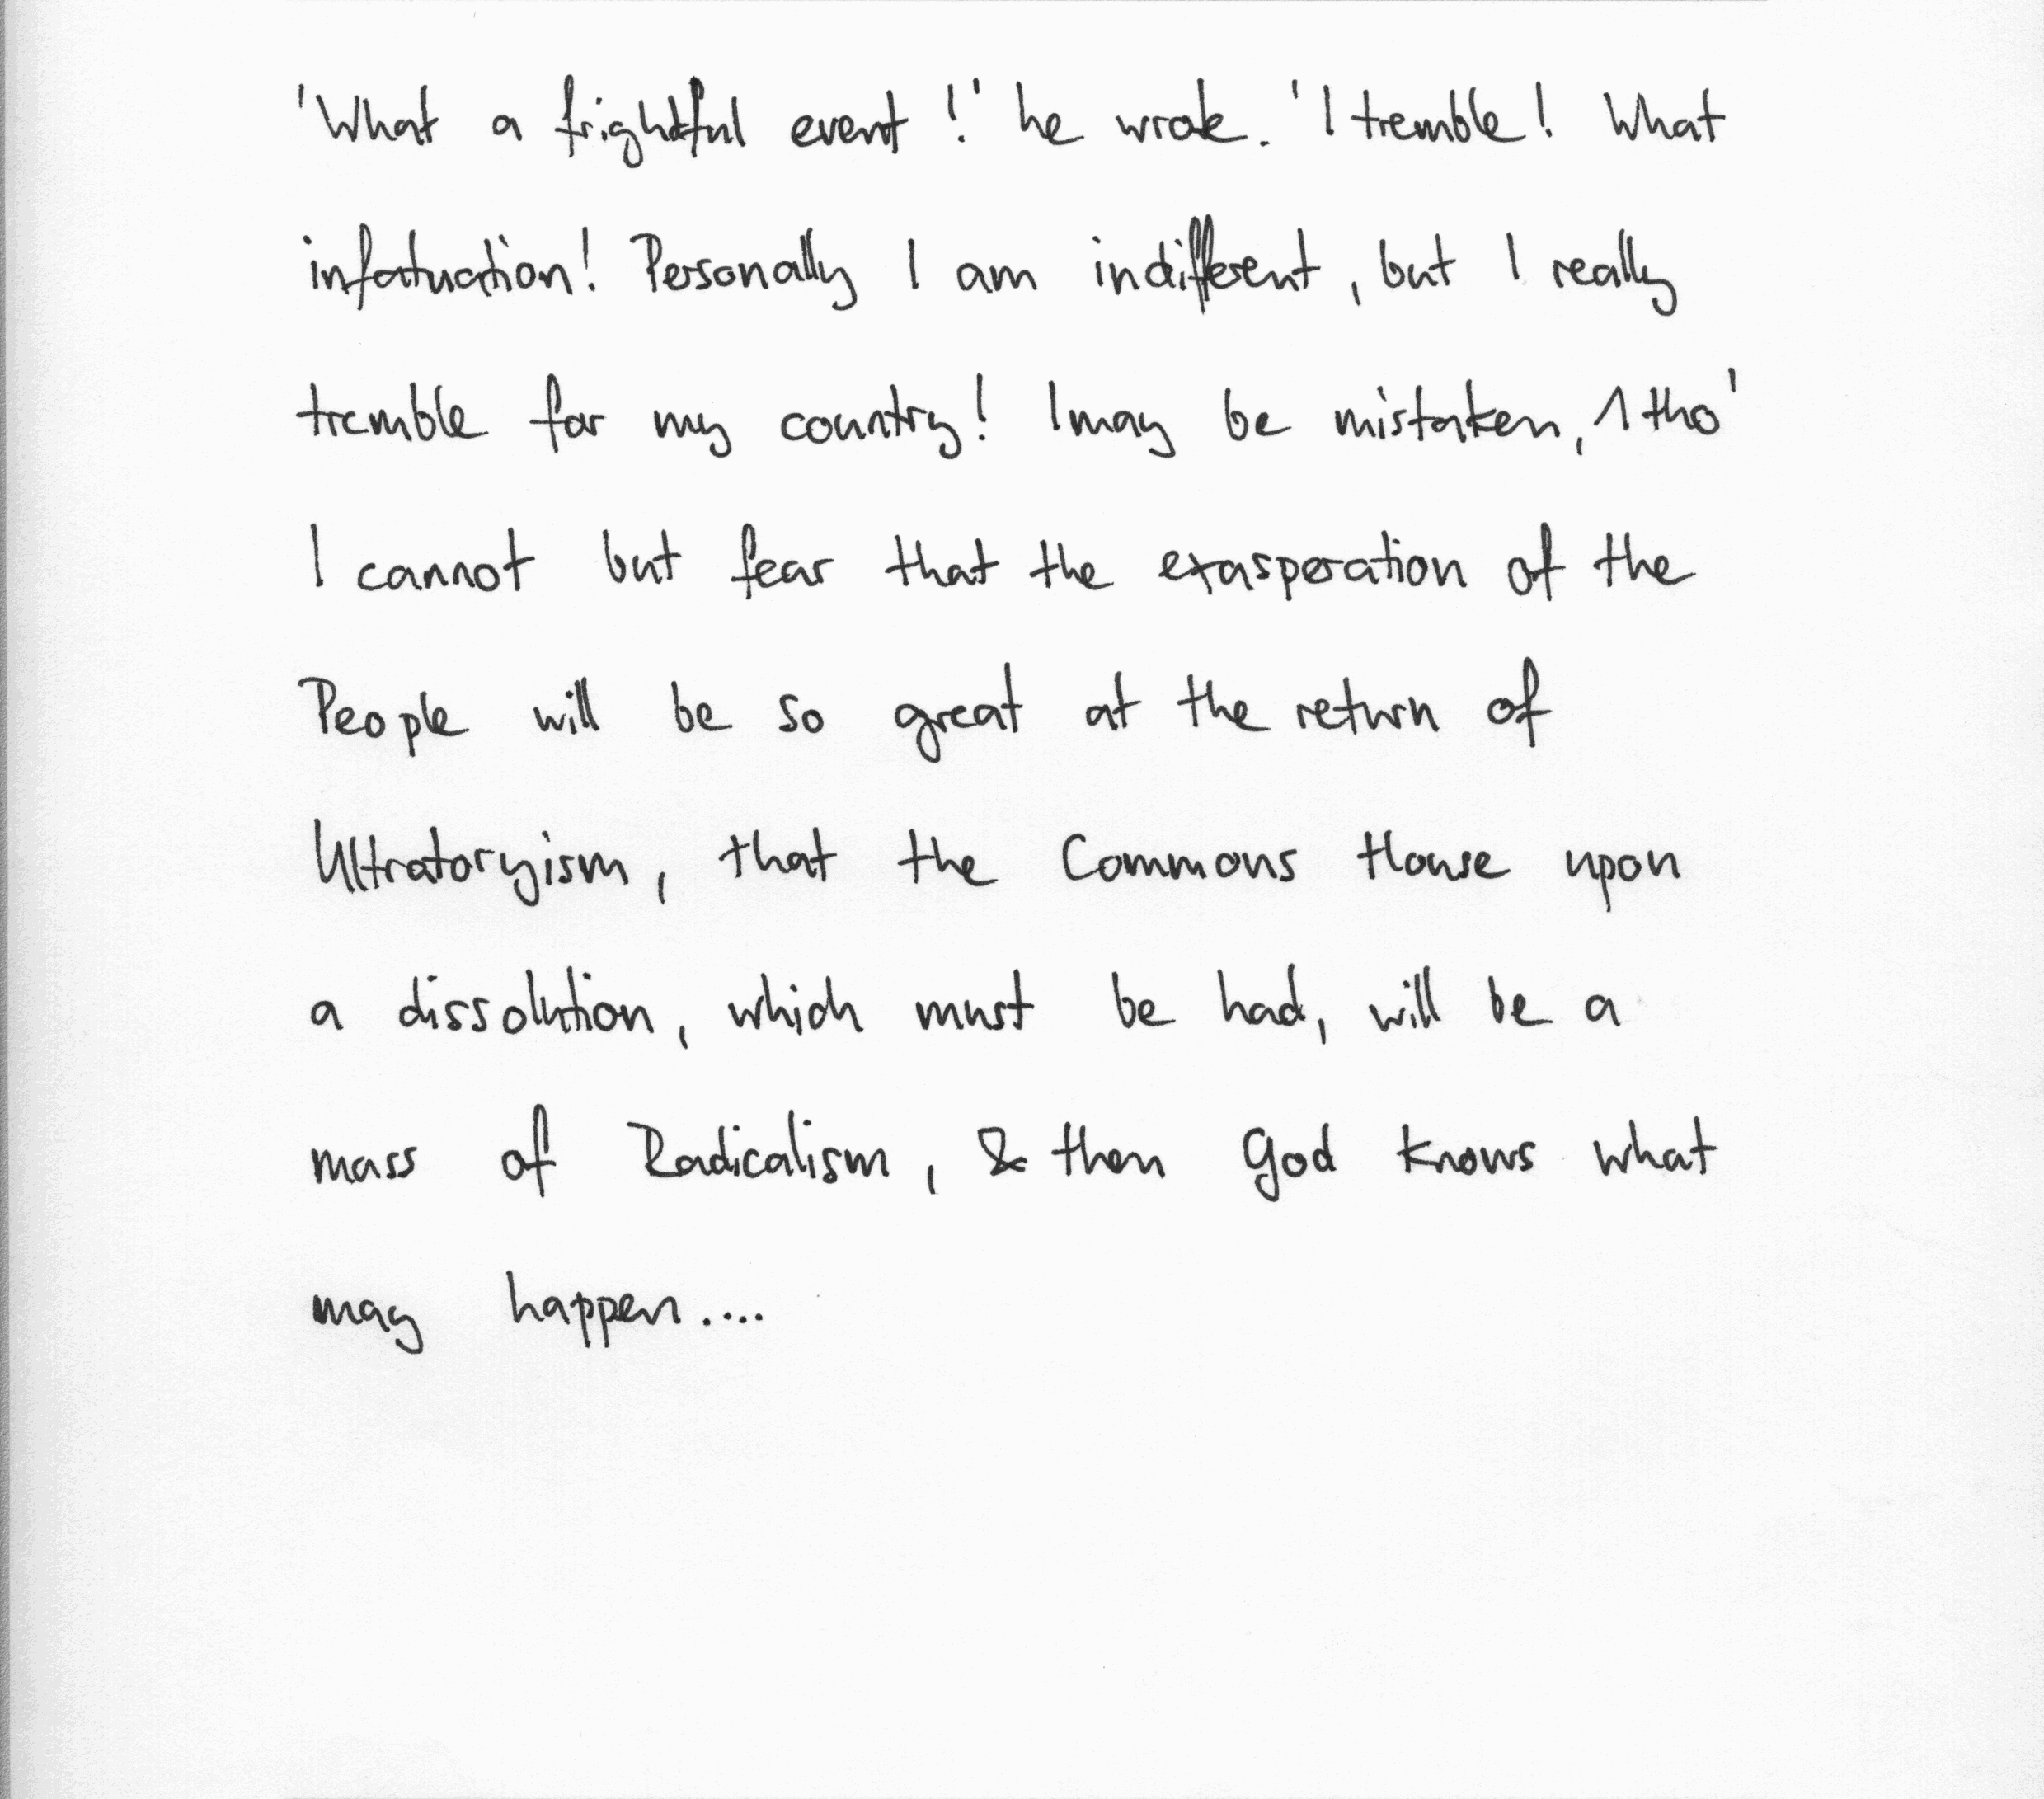 'What a frightful event!' he wrote. 'I tremble! What
infatuation! Personally I am indifferent, but I really
tremble for my country! I may be mistaken, 1 tho'
I cannot but fear that the exasperation of the
People will be so great at the return of
Ultratoryism, that the Commons House upon
a dissolution, which must be had, will be a
mass of Radicalism, & then God knows what
may happen....